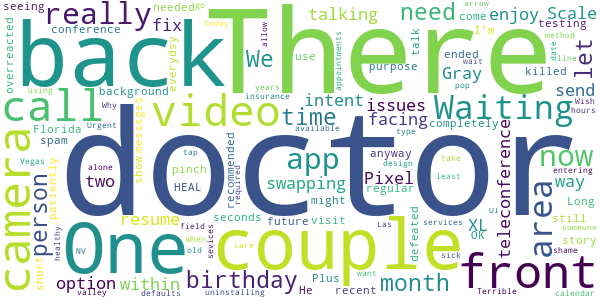 seeing
really
need
talking
enjoy Scale
needed
go
come
testing
conference
fix
We
Gray
let
overreacted
everyday
today
I'm
arrow
method
allow
use
talk
purpose
ended
killed
send
date
line
wait
pop
back There
call
video
time
intent
issues
Waiting
background
appointments
years
using
insurance
facing
completely
Wish
hours
Florida
spam
show
messages
Why
Urgent
camera
doctor
app
person
two
Vegas
alone
tap
pinch
HEAL
patiently
recommended
required
swapping
Pixel
regular
might
anyway
available
type
design
take
least
teleconference
now
area
way
entering
Long
still
someone
story
shame
short
One couple
front
resume
seconds
future
visit
defeated
XL
OK
ui
services
option
within
birthday
month
NV
healthy
valley
defaults
field
sevices
When
old
uninstalling
He
Plus
recent
Las
care
want
sick
Terrible
calendar